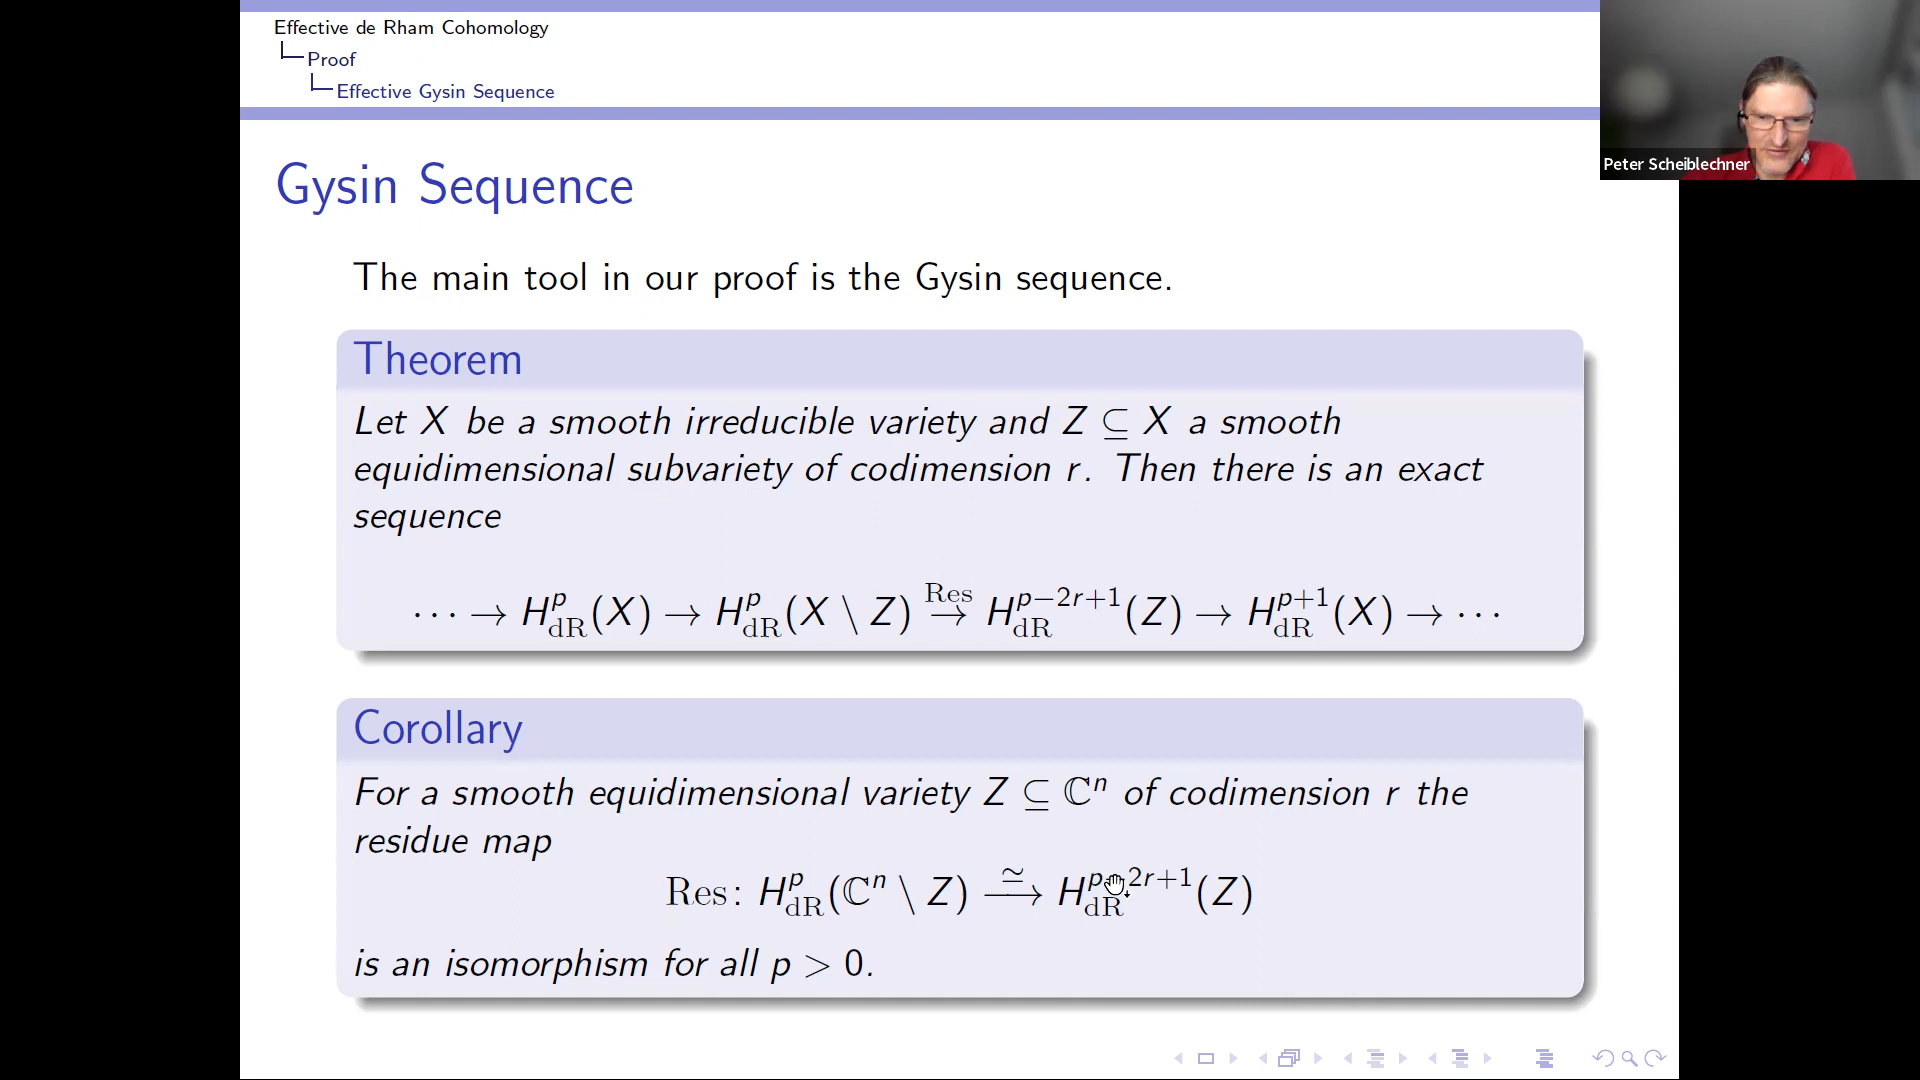 Effective de Rham Cohomology
Proof
Effective Gysin Sequence
Peter Scheiblechner
Gysin Sequence
The main tool in our proof is the Gysin sequence.
Theorem
Let X be a smooth irreducible variety and Z ⊆ X a smooth
equidimensional subvariety of codimension r. Then there is an exact
sequence
⋯ → H^p_dR(X) → H^p_dR(X \ Z) →^Res H^{p−2r+1}_dR(Z) → H^{p+1}_dR(X) → ⋯
Corollary
For a smooth equidimensional variety Z ⊆ ℂ^n of codimension r the
residue map
Res: H^p_dR(ℂ^n \ Z) →^≃ H^{p−2r+1}_dR(Z)
is an isomorphism for all p > 0.